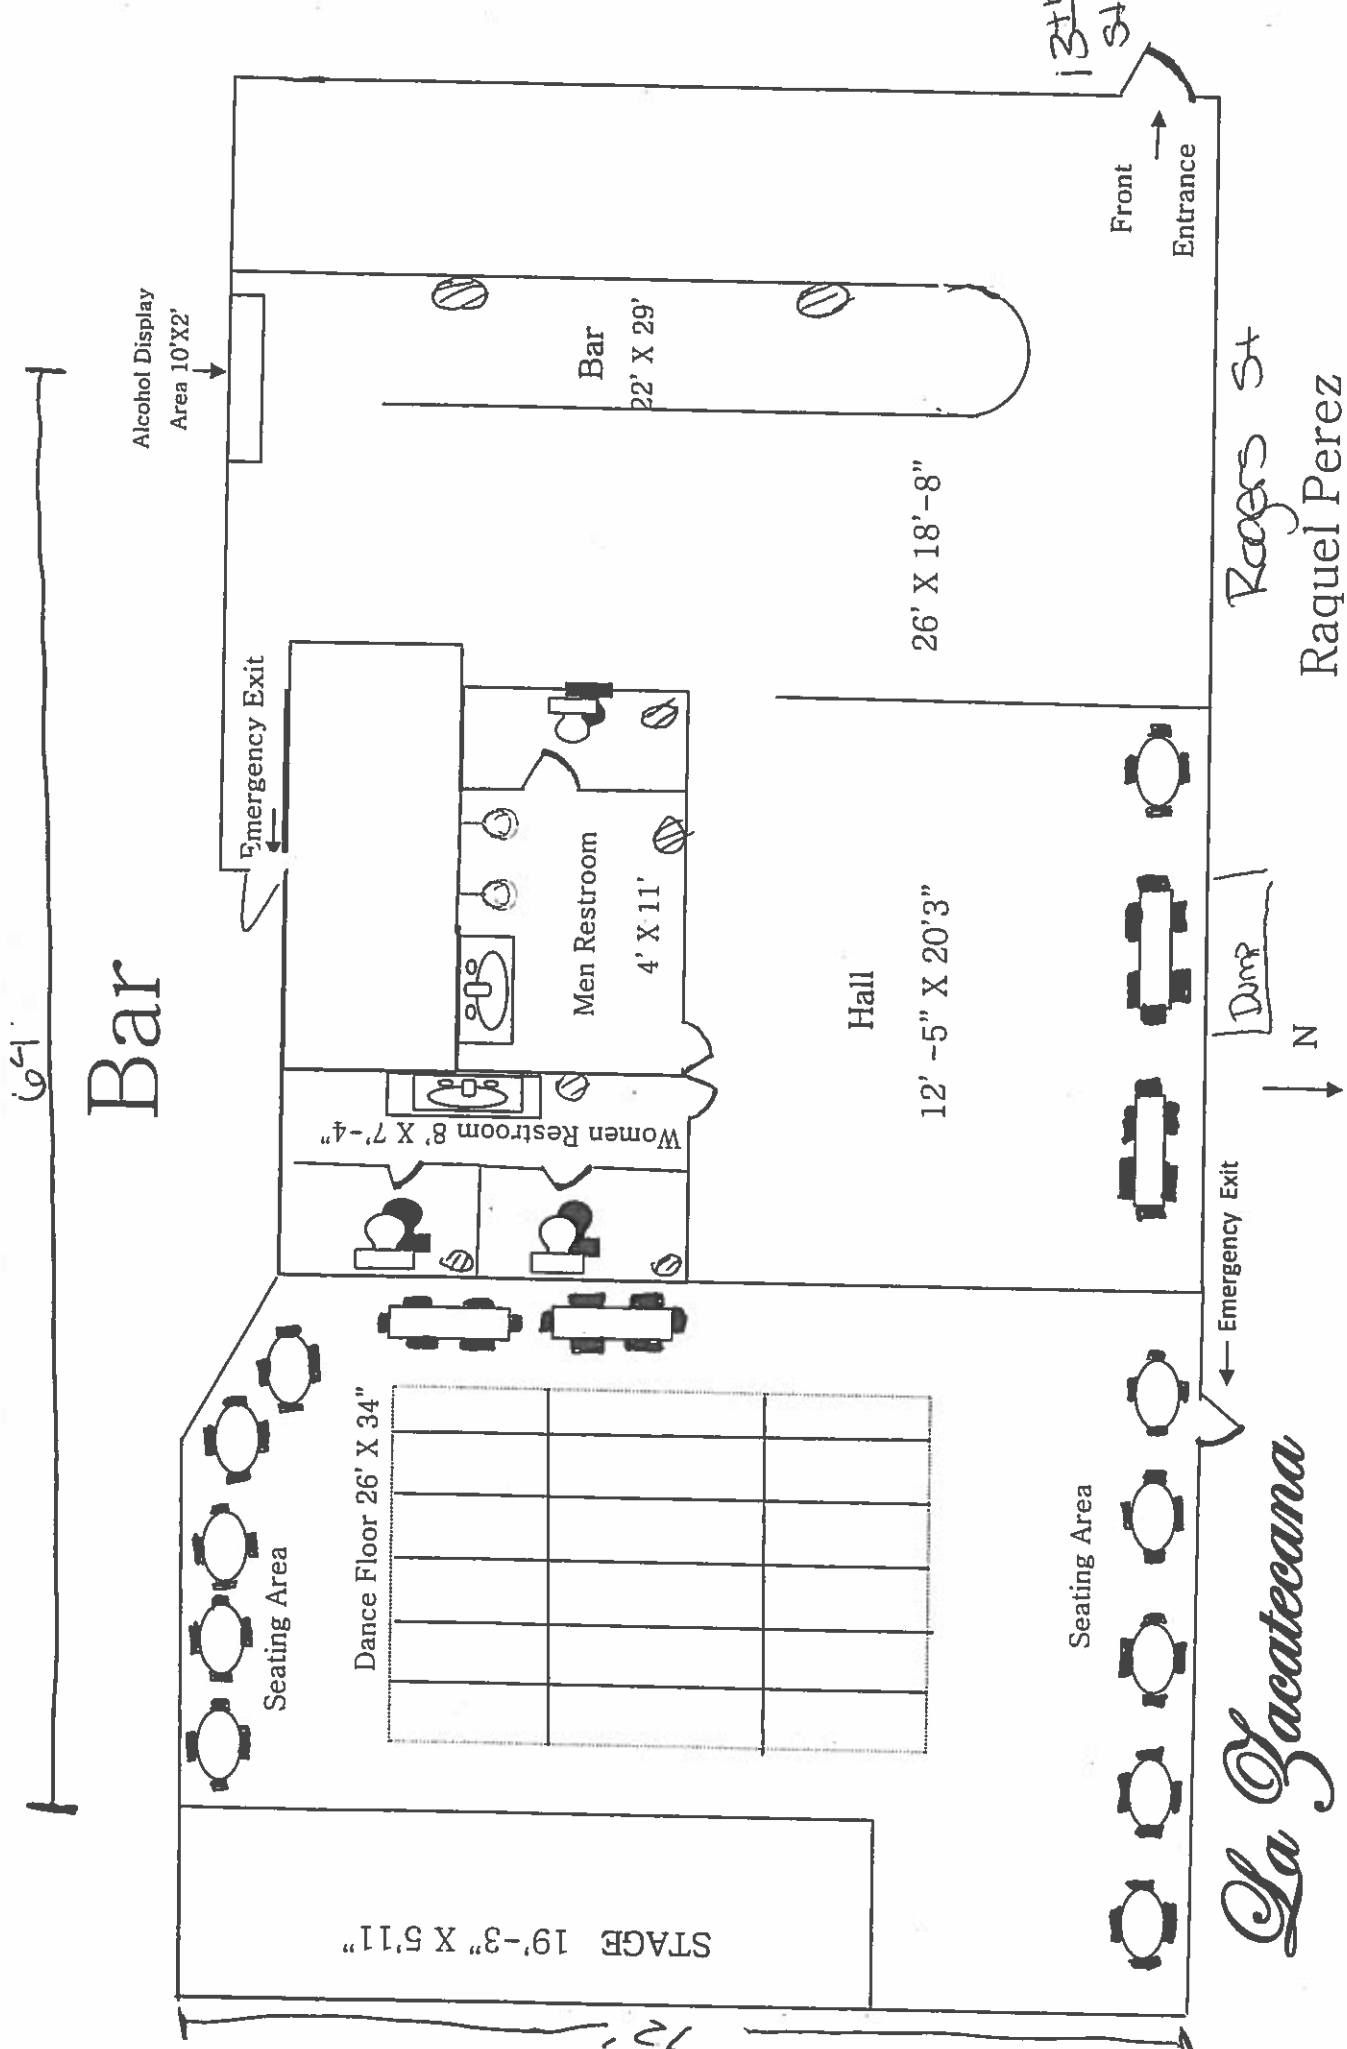 64'
Bar
Alcohol Display
Area 10'X2'
Emergency Exit
Bar
22' X 29'
Front
Entrance
13th
St
26' X 18'-8"
Men Restroom
4' X 11'
Women Restroom 8' X 7'-4"
Hall
12' -5" X 20'3"
Dance Floor 26' X 34"
Seating Area
Seating Area
STAGE 19'-3" X 5'11"
Emergency Exit
Dump
N
Rogers St
Raquel Perez
La Zacatecana